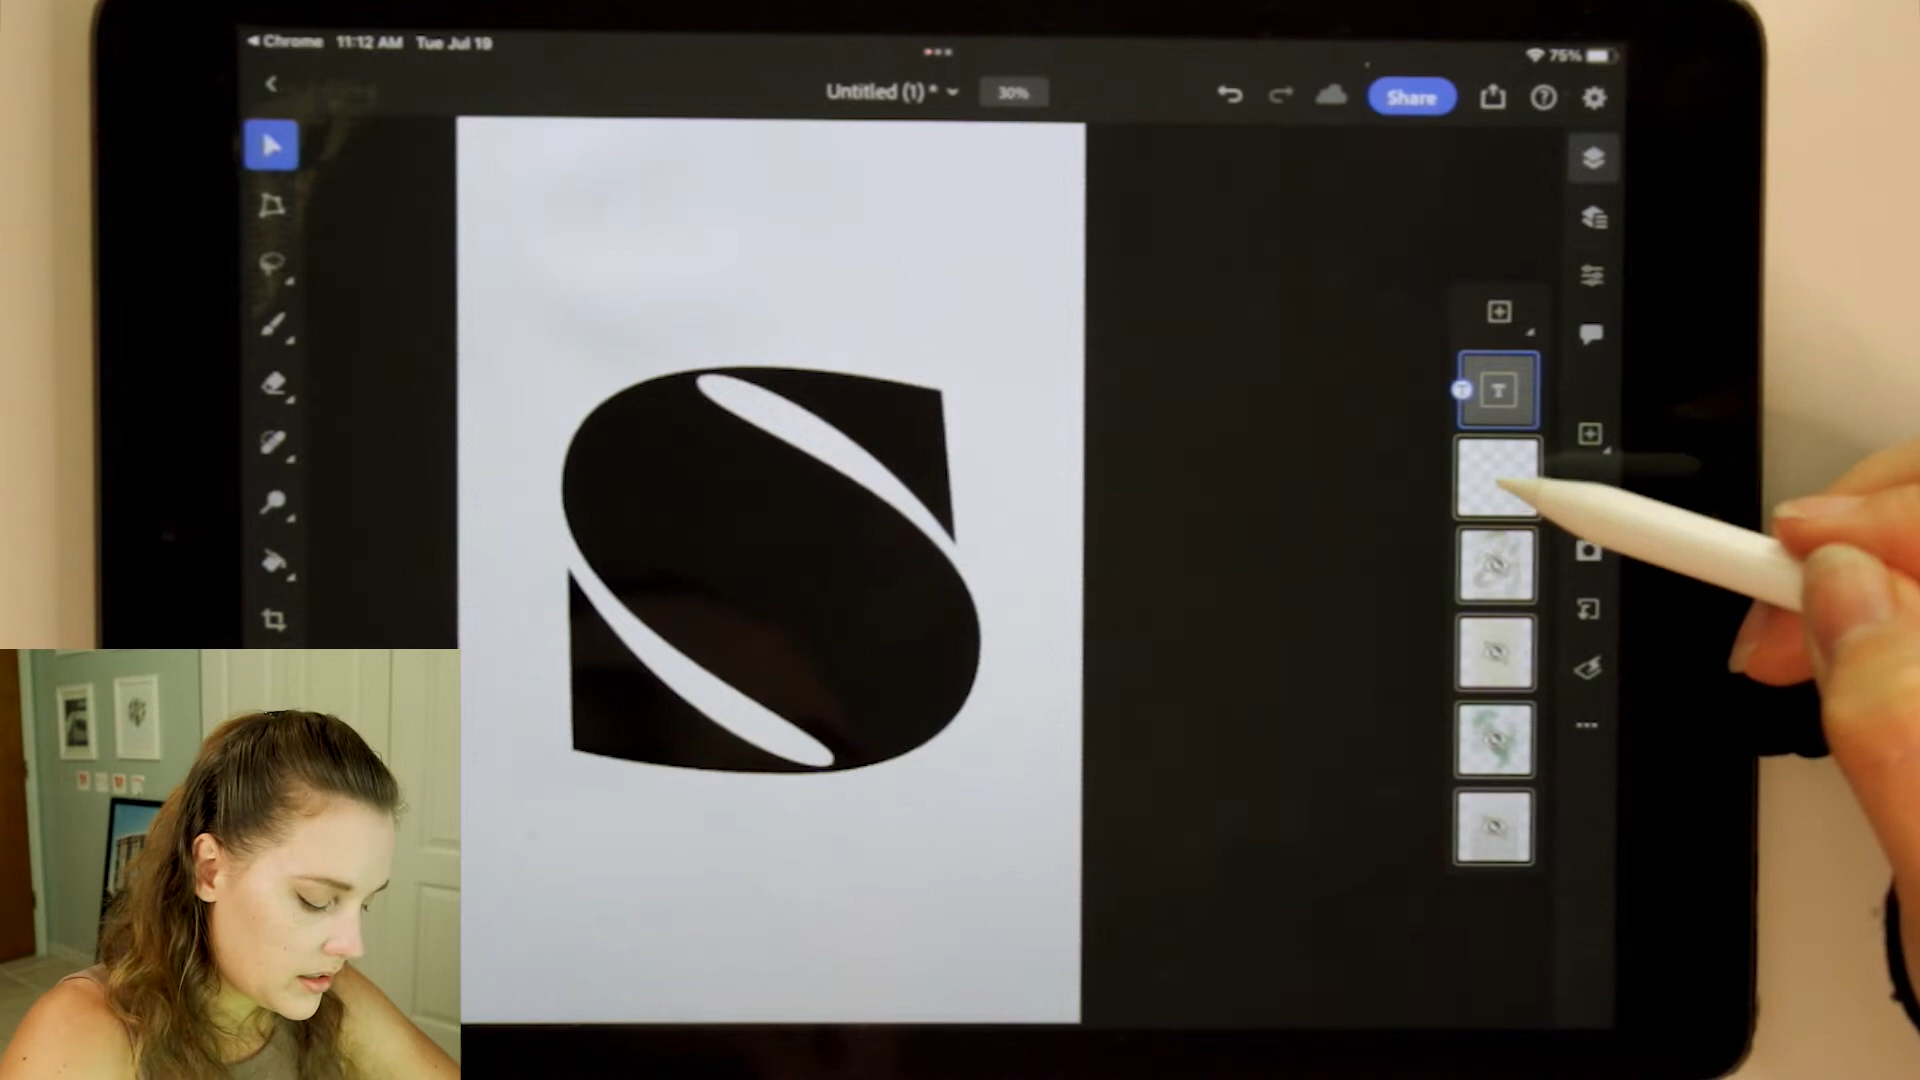 Chrome 11:12 AM Tue Jul 19
75%
Untitled (1) * 30%
Share
T
T
S